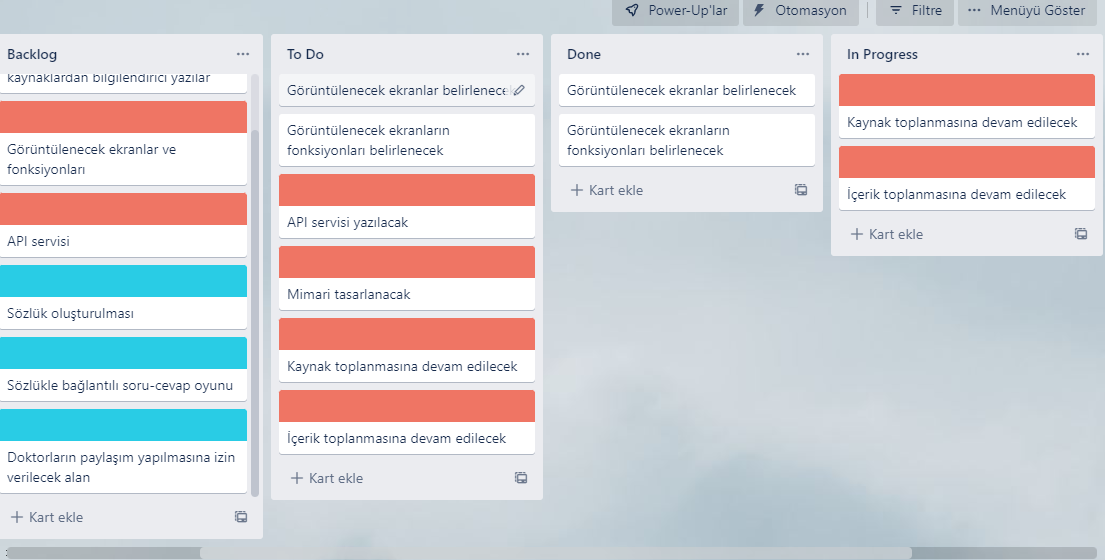 Power-Up'lar
Otomasyon
Filtre
Menüyü Göster
Backlog
kaynaklardan bilgilendirici yazılar
Görüntülenecek ekranlar ve
fonksiyonları
API servisi
Sözlük oluşturulması
Sözlükle bağlantılı soru-cevap oyunu
Doktorların paylaşım yapılmasına izin
verilecek alan
Kart ekle
To Do
Görüntülenecek ekranlar belirlenecek
Görüntülenecek ekranların
fonksiyonları belirlenecek
API servisi yazılacak
Mimari tasarlanacak
Kaynak toplanmasına devam edilecek
İçerik toplanmasına devam edilecek
Kart ekle
Done
Görüntülenecek ekranlar belirlenecek
Görüntülenecek ekranların
fonksiyonları belirlenecek
Kart ekle
In Progress
Kaynak toplanmasına devam edilecek
İçerik toplanmasına devam edilecek
Kart ekle